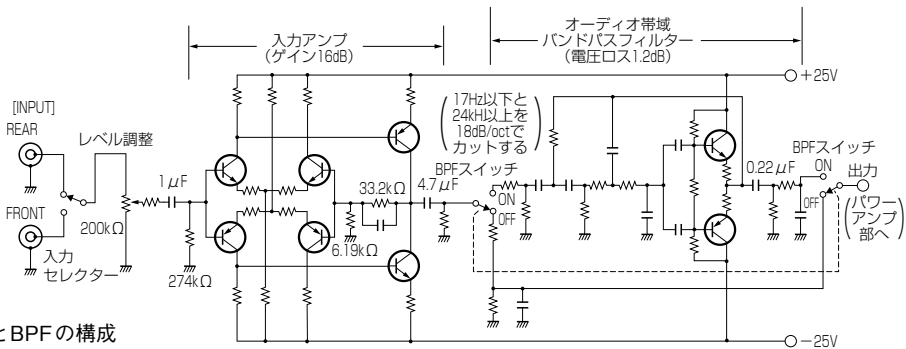 入力アンプ
(ゲイン16dB)
オーディオ帯域
バンドパスフィルター
(電圧ロス1.2dB)
+25V
[INPUT]
REAR
レベル調整
1μF
33.2kΩ
4.7μF
(17Hz以下と
24kH以上を
18dB/octで
カットする)
BPFスイッチ
ON
OFF
0.22μF
BPFスイッチ
ON
OFF
出力
(パワー
アンプ
部へ)
FRONT
200kΩ
入力
セレクター
274kΩ
6.19kΩ
-25V
とBPFの構成